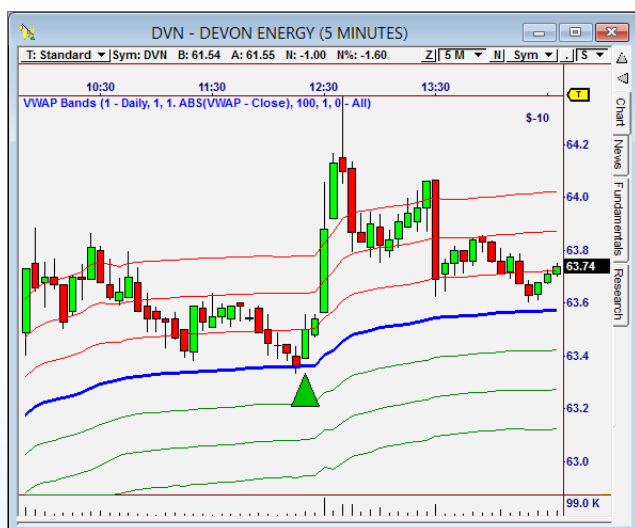 DVN - DEVON ENERGY (5 MINUTES)
T: Standard Sym: DVN B: 61.54 A: 61.55 N: -1.00 N%: -1.60 Z 5 M N Sym . S
10:30 11:30 12:30 13:30
T
VWAP Bands (1 - Daily, 1, 1. ABS(VWAP - Close), 100, 1, 0 - All)
$-10
64.2
64.0
63.8
63.74
63.6
63.4
63.2
63.0
99.0 K
Chart
News
Fundamentals
Research